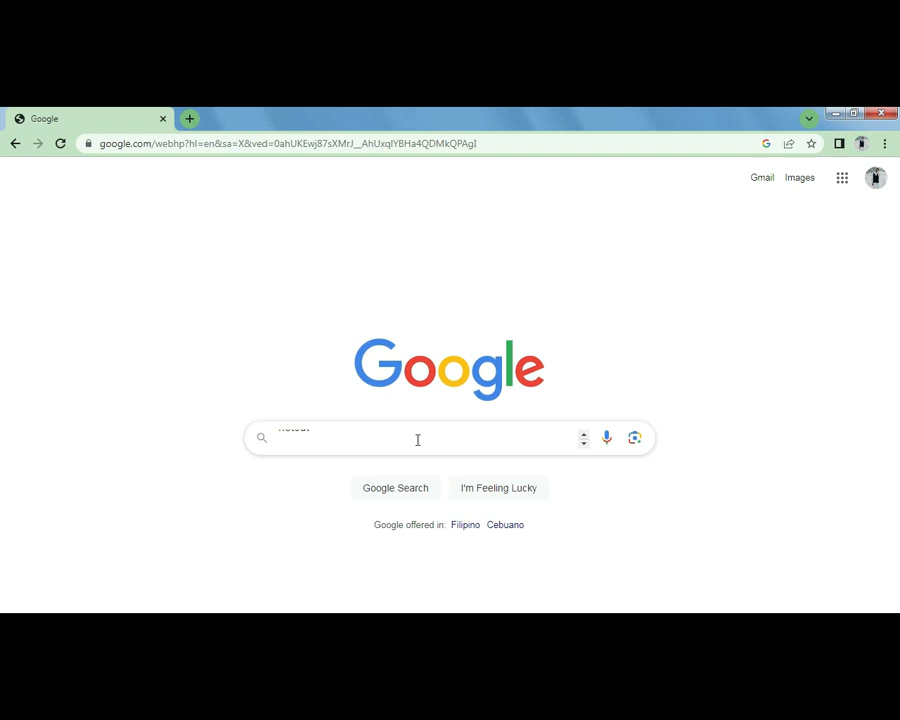 Google
google.com/webhp?hl=en&sa=X&ved=0ahUKEwj87sXMrJ__AhUxqlYBHa4QDMkQPAgI
Gmail Images
Google
Google Search I'm Feeling Lucky
Google offered in: Filipino Cebuano